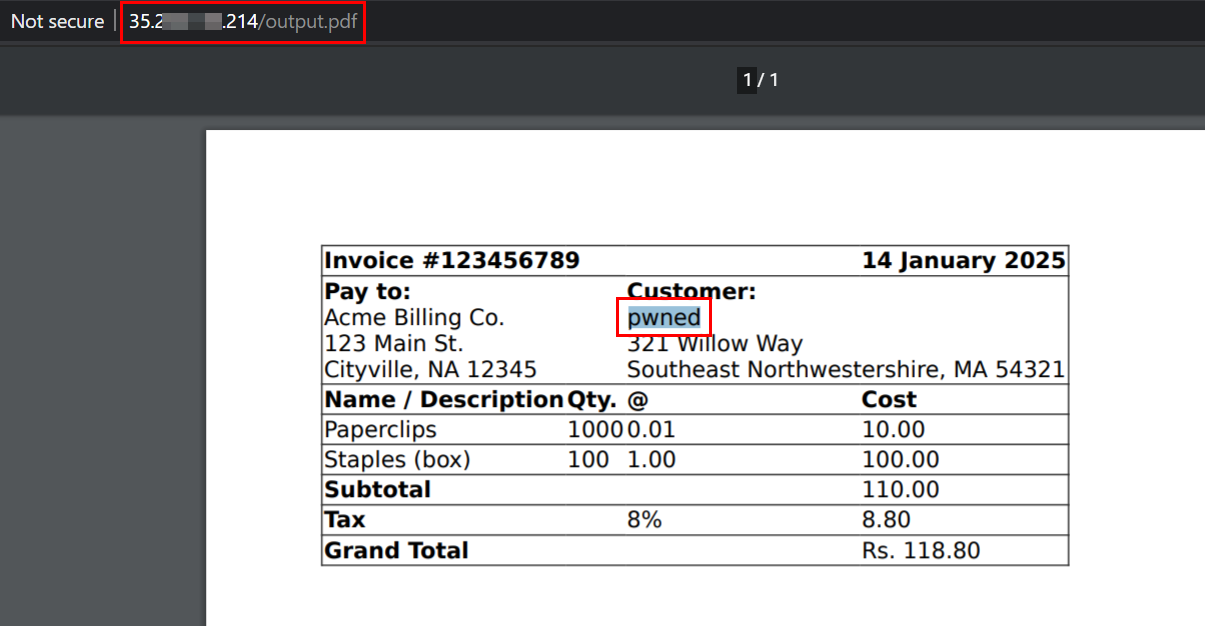 Not secure | 35.2 .214/output.pdf
1 / 1
Invoice #123456789 14 January 2025
Pay to: Customer:
Acme Billing Co. pwned
123 Main St. 321 Willow Way
Cityville, NA 12345 Southeast Northwestershire, MA 54321
Name / Description Qty. @ Cost
Paperclips 1000 0.01 10.00
Staples (box) 100 1.00 100.00
Subtotal 110.00
Tax 8% 8.80
Grand Total Rs. 118.80